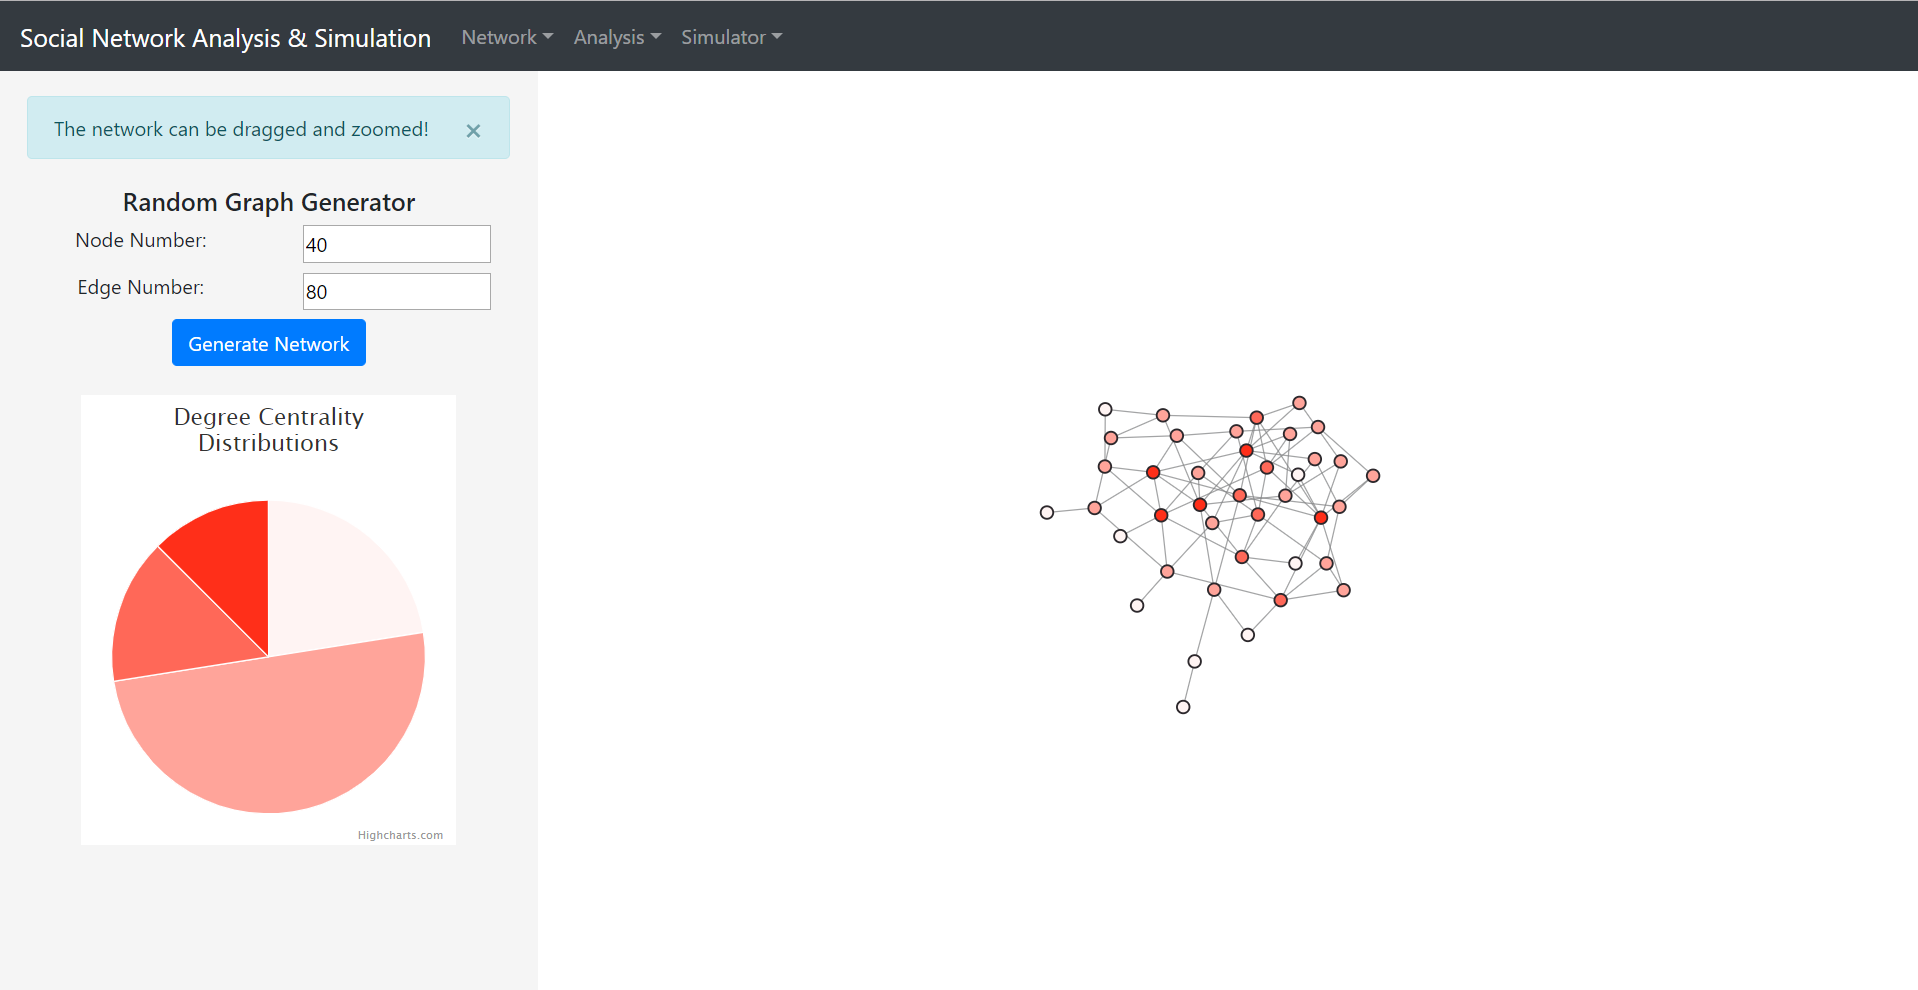 Social Network Analysis & Simulation Network Analysis Simulator
The network can be dragged and zoomed! ×
Random Graph Generator
Node Number: 40
Edge Number: 80
Generate Network
Degree Centrality
Distributions
Highcharts.com